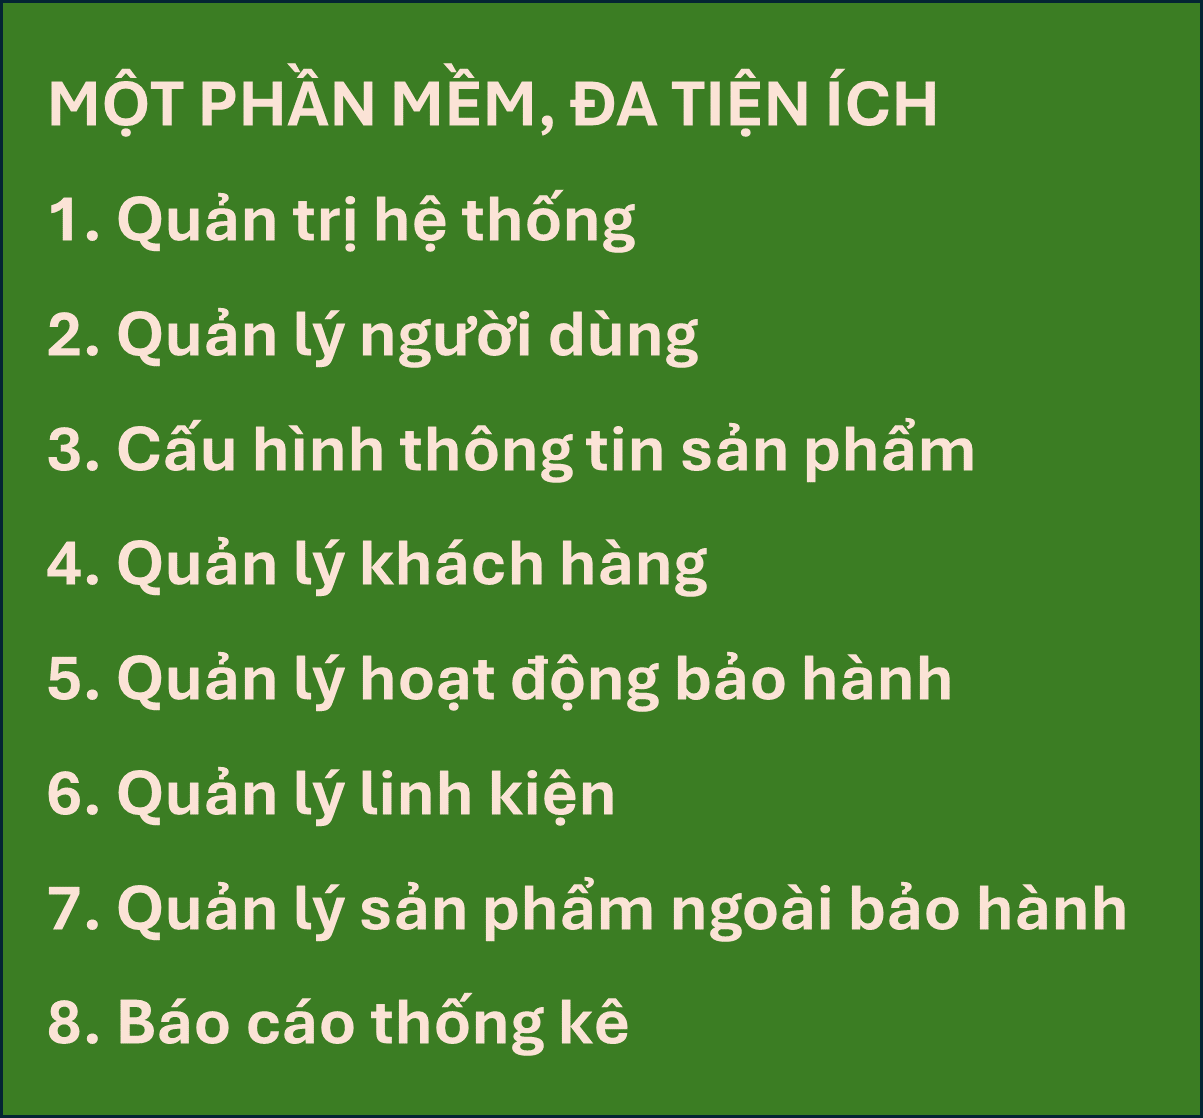 MỘT PHẦN MỀM, ĐA TIỆN ÍCH
1. Quản trị hệ thống
2. Quản lý người dùng
3. Cấu hình thông tin sản phẩm
4. Quản lý khách hàng
5. Quản lý hoạt động bảo hành
6. Quản lý linh kiện
7. Quản lý sản phẩm ngoài bảo hành
8. Báo cáo thống kê